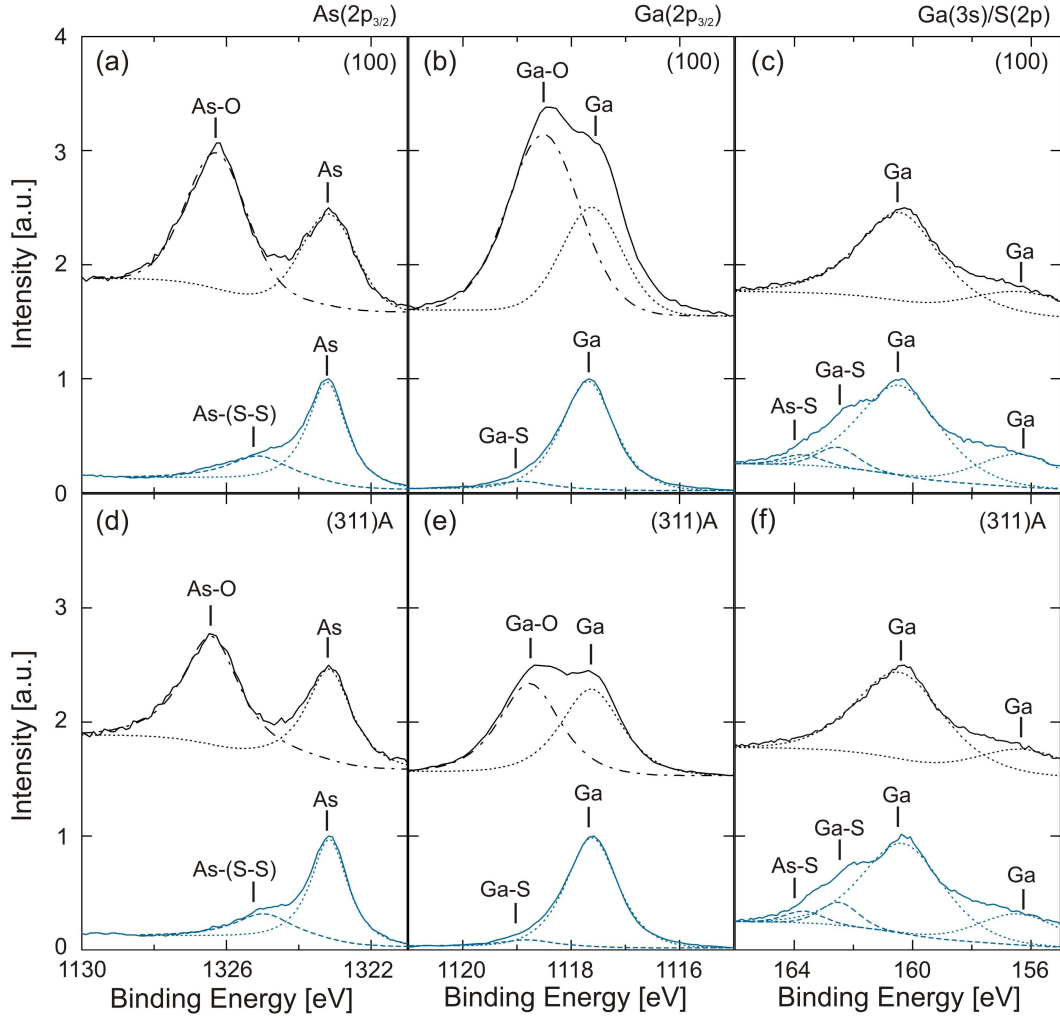 As(2p3/2) Ga(2p3/2) Ga(3s)/S(2p)
4 (a) (100) (b) (100) (c) (100)
Ga-O
As-O Ga
As Ga
3
Ga
2
Intensity [a.u.]
As Ga Ga
Ga-S
1 As-(S-S) Ga-S As-S Ga
0
(d) (311)A (e) (311)A (f) (311)A
As-O
As Ga-O Ga Ga
3
Ga
2
Intensity [a.u.]
As Ga Ga
Ga-S
1 As-(S-S) Ga-S As-S Ga
0
1130 1326 1322 1120 1118 1116 164 160 156
Binding Energy [eV] Binding Energy [eV] Binding Energy [eV]